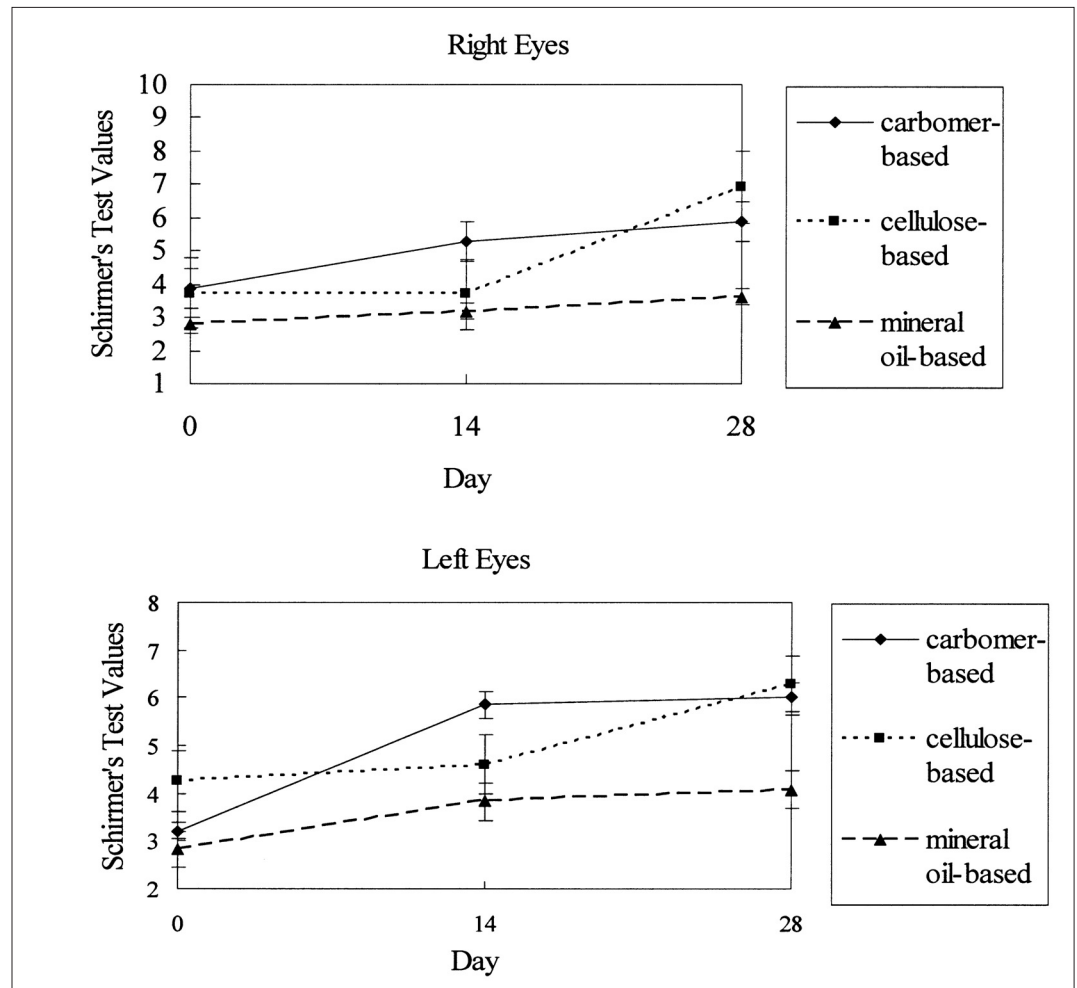 Right Eyes
Schirmer's Test Values
10
9
8
7
6
5
4
3
2
1
0 14 28
Day
carbomer-
based
cellulose-
based
mineral
oil-based
Left Eyes
Schirmer's Test Values
8
7
6
5
4
3
2
0 14 28
Day
carbomer-
based
cellulose-
based
mineral
oil-based